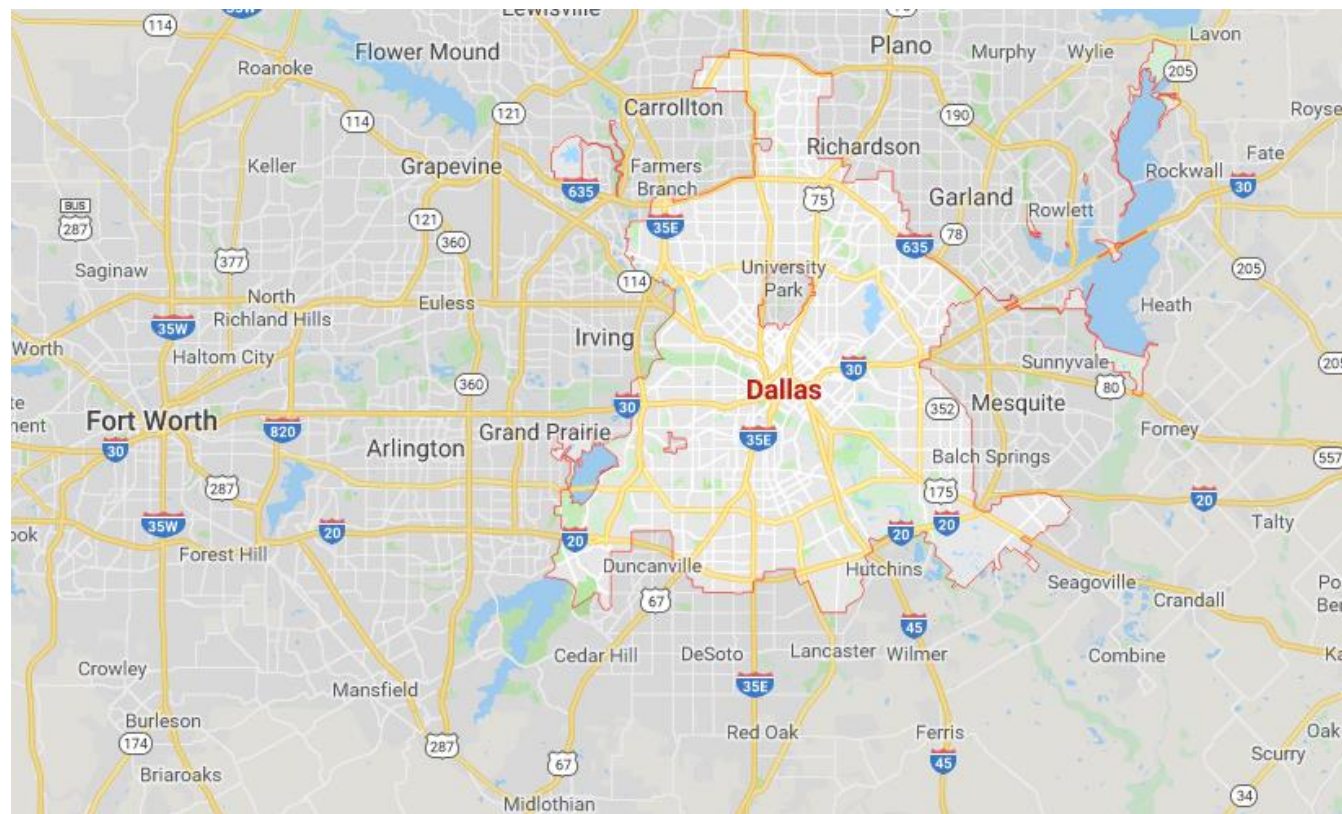 Lewisville
35W
114
Lavon
Flower Mound
Plano
Murphy
Wylie
Roanoke
205
121
Carrollton
190
Royse
114
Keller
Grapevine
Farmers
Branch
Richardson
Fate
Rockwall
30
635
75
BUS
287
Garland
Rowlett
121
35E
78
360
635
377
University
Park
Saginaw
114
205
North
Richland Hills
Euless
Heath
35W
Irving
Worth
Haltom City
Sunnyvale
30
360
80
Dallas
30
352
Mesquite
Fort Worth
820
Grand Prairie
35E
Forney
30
Arlington
Balch Springs
557
287
175
20
35W
20
20
20
20
Talty
Forest Hill
Duncanville
Hutchins
Seagoville
67
Crandall
45
Cedar Hill
DeSoto
Lancaster
Wilmer
Combine
Crowley
35E
Mansfield
Burleson
174
287
Red Oak
Ferris
Oak
67
45
Scurry
Briaroaks
34
Midlothian